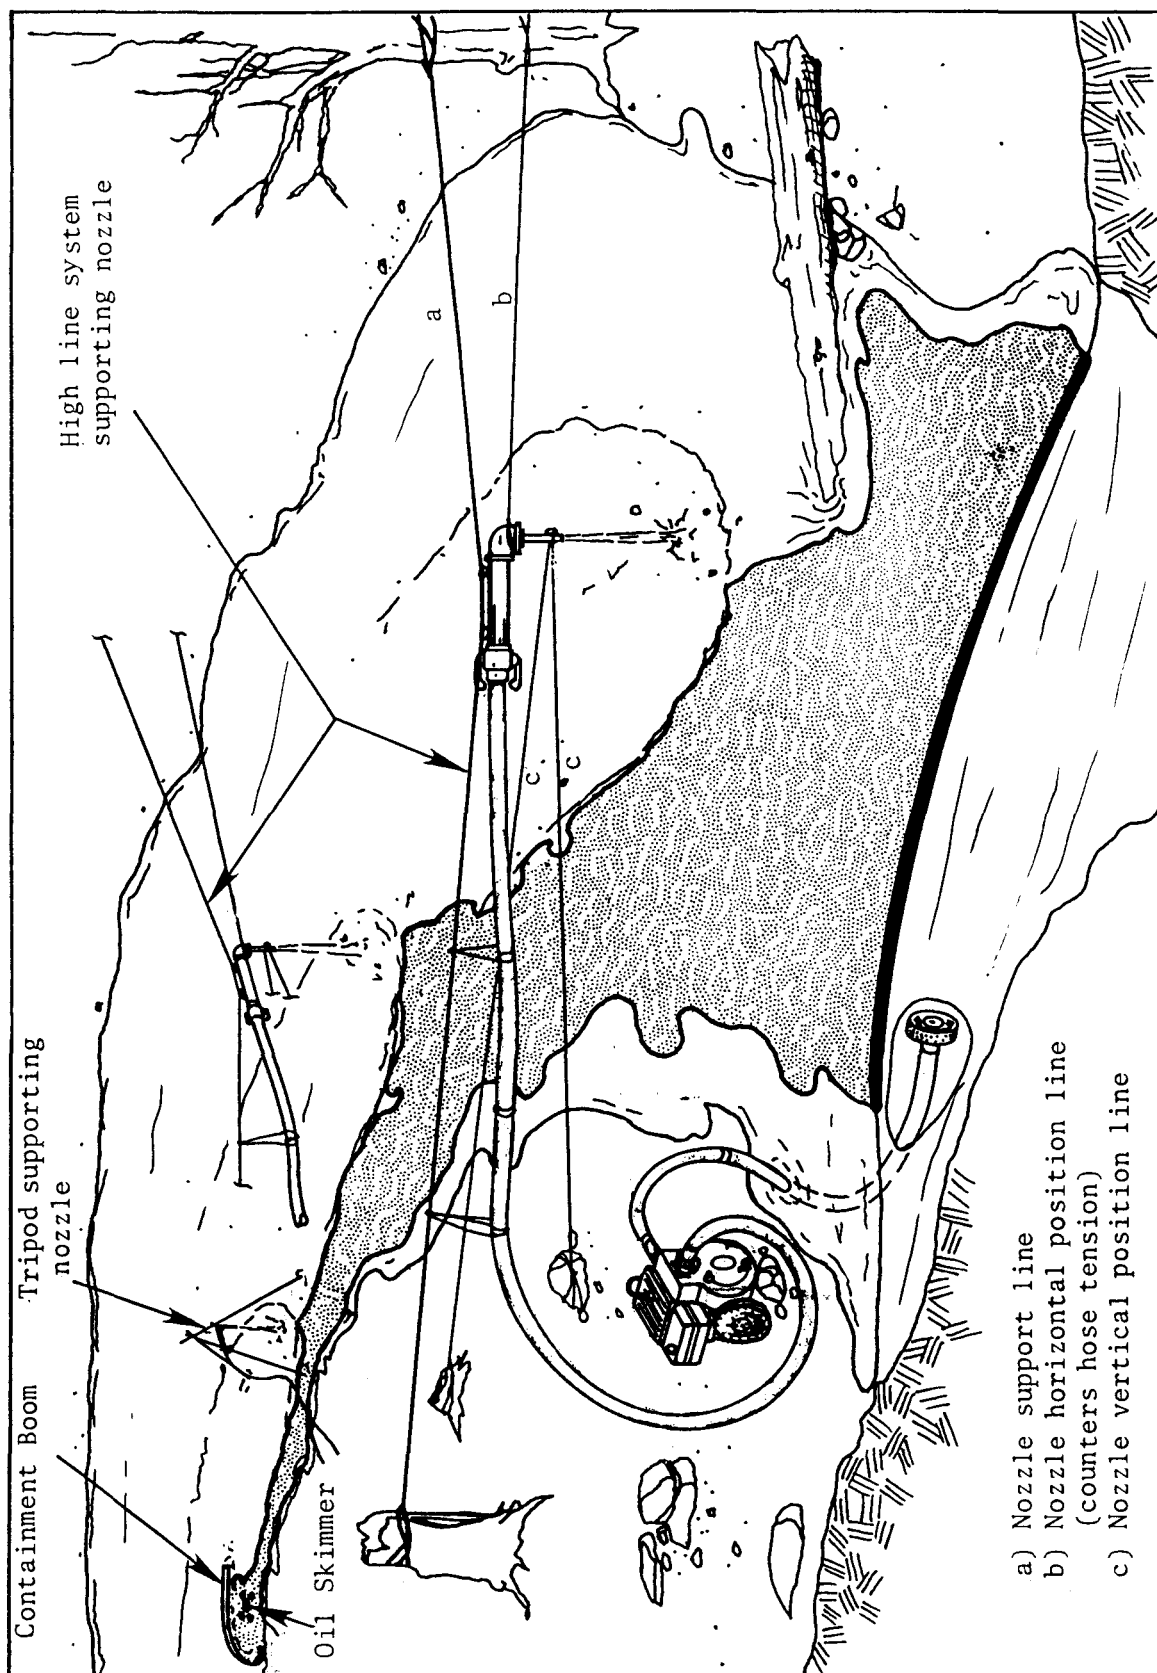 Containment Boom
Tripod supporting
nozzle
High line system
supporting nozzle
Oil Skimmer
a
b
c
c
a) Nozzle support line
b) Nozzle horizontal position line
(counters hose tension)
c) Nozzle vertical position line